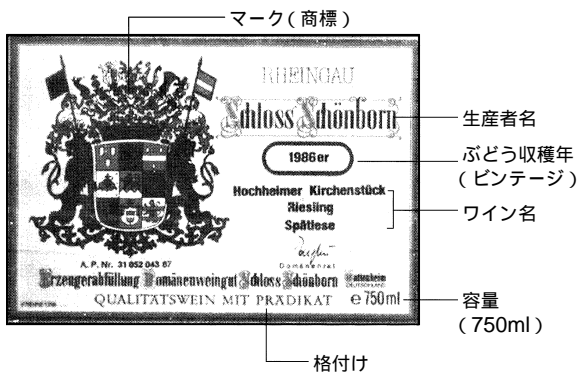 マーク(商標)
RHEINGAU
Schloss Schönborn
生産者名
1986er
ぶどう収穫年
(ビンテージ)
Hochheimer Kirchenstück
Riesling
Spätlese
ワイン名
Domänenrat
A. P. Nr. 31 052 043 87
Erzeugerabfüllung Domänenweingut Schloss Schönborn Hattenheim
DEUTSCHLAND
QUALITÄTSWEIN MIT PRÄDIKAT e 750 ml
容量
(750ml)
格付け